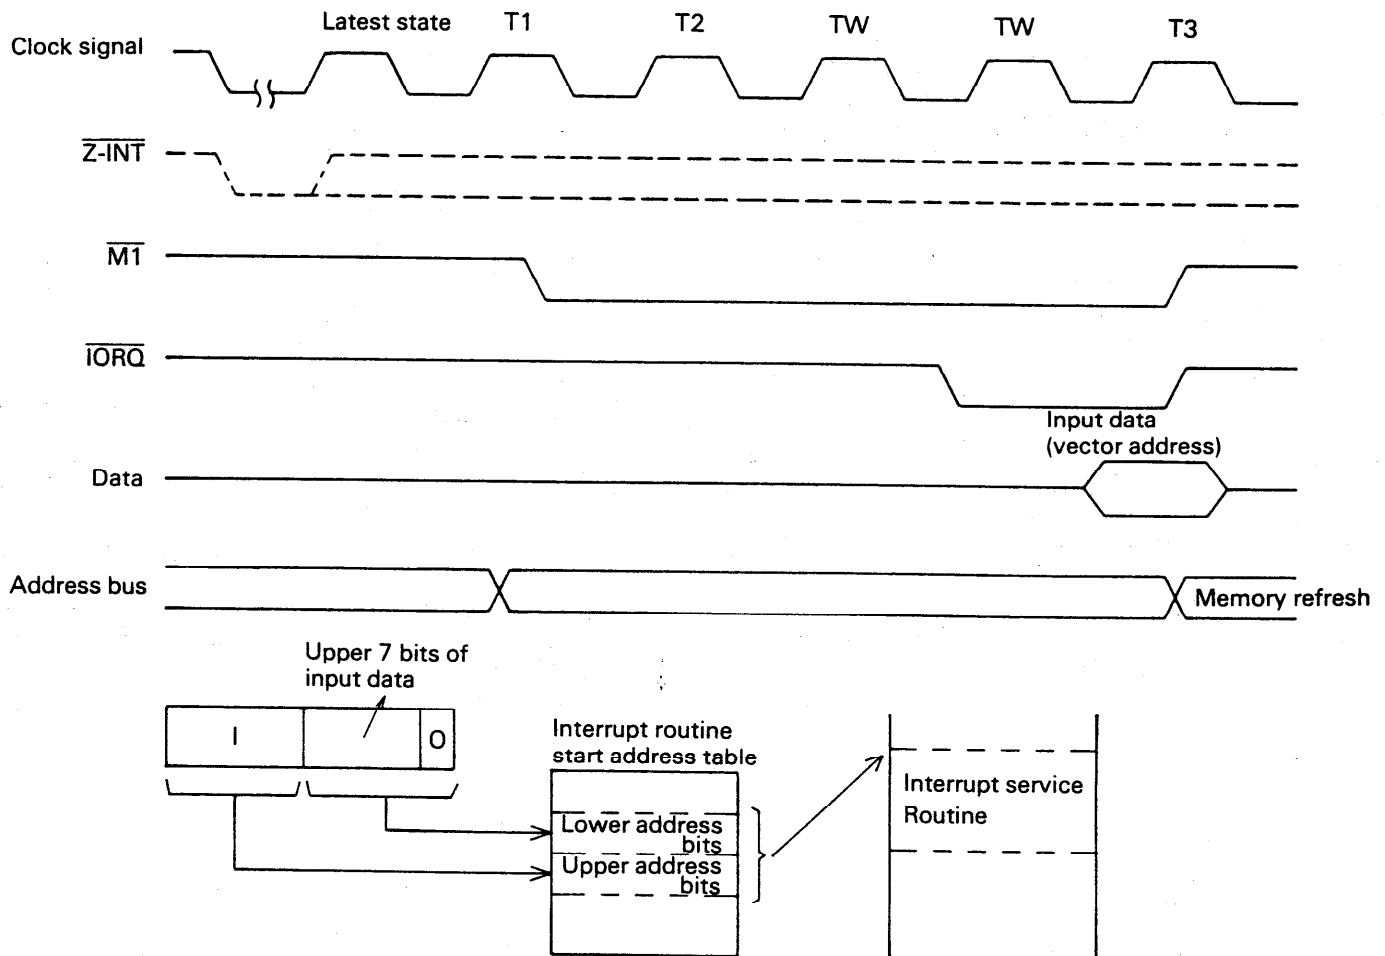 Latest state T1 T2 TW TW T3
Clock signal
Z-INT
M1
IORQ
Input data
(vector address)
Data
Address bus
Memory refresh
Upper 7 bits of
input data
I 0
Interrupt routine
start address table
Lower address
bits
Upper address
bits
Interrupt service
Routine